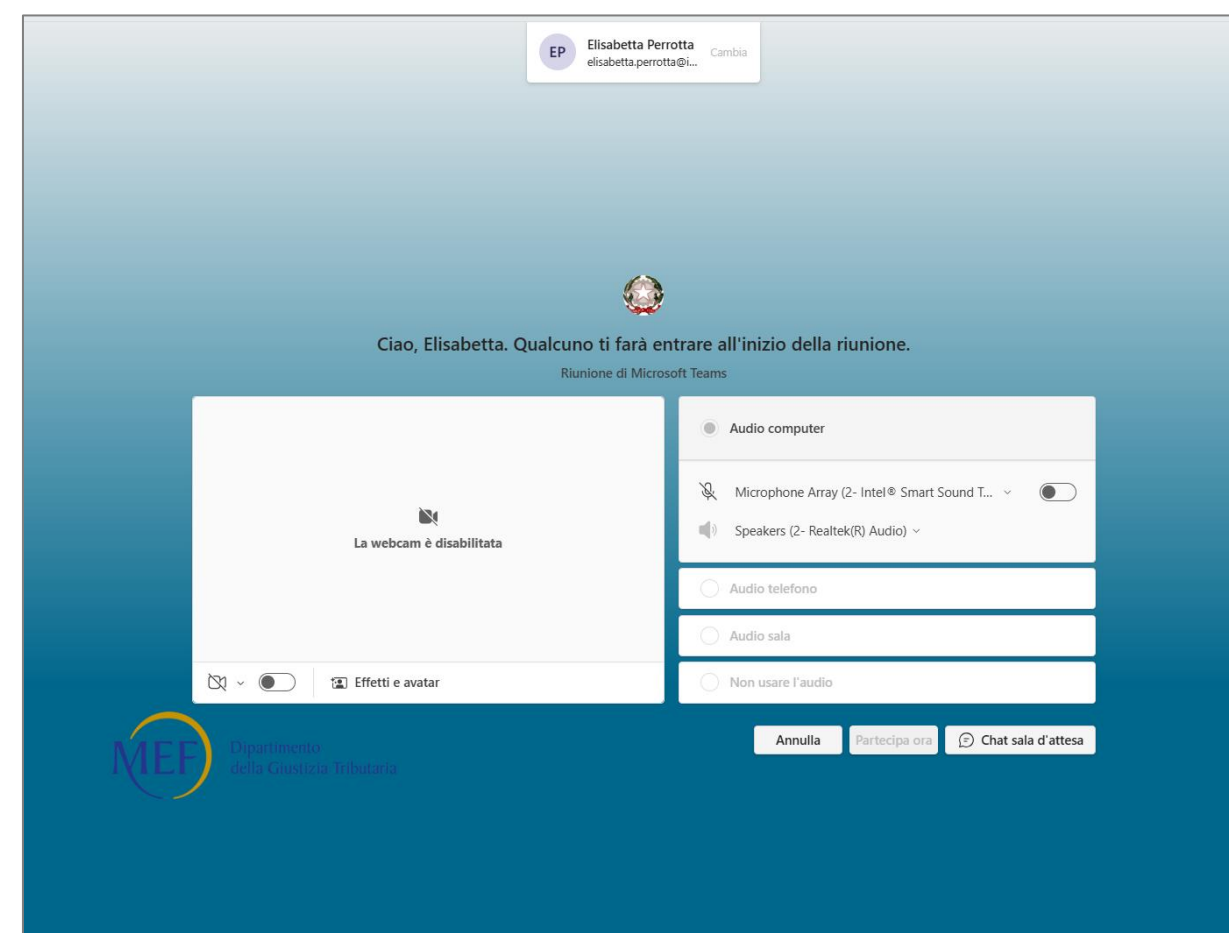 EP
Elisabetta Perrotta
elisabetta.perrotta@i...
Cambia
Ciao, Elisabetta. Qualcuno ti farà entrare all'inizio della riunione.
Riunione di Microsoft Teams
La webcam è disabilitata
Effetti e avatar
Audio computer
Microphone Array (2- Intel® Smart Sound T...
Speakers (2- Realtek(R) Audio)
Audio telefono
Audio sala
Non usare l'audio
Annulla
Partecipa ora
Chat sala d'attesa
MEF
Dipartimento
della Giustizia Tributaria